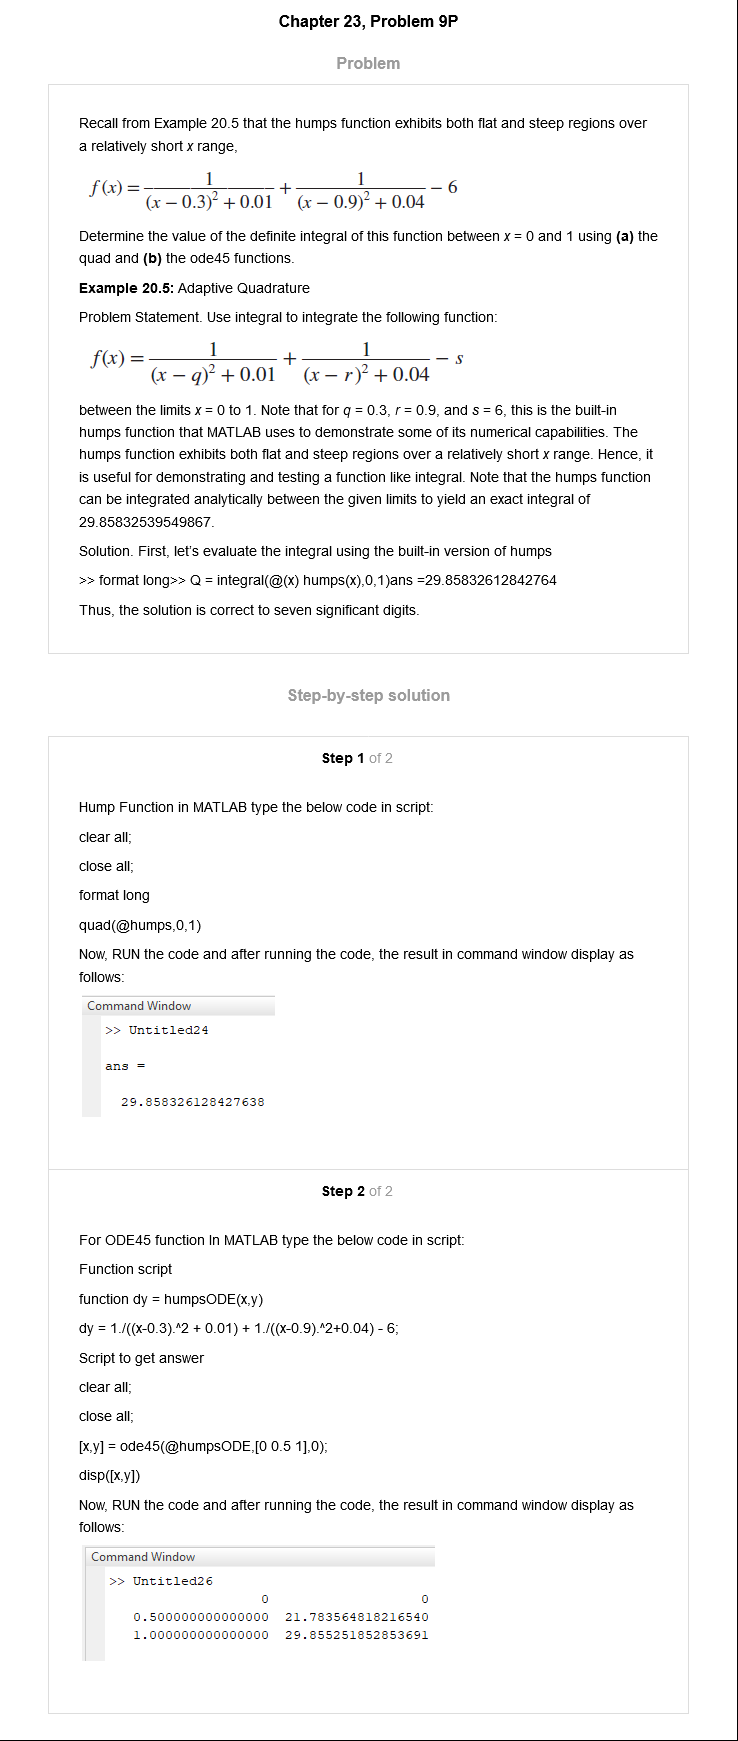 Chapter 23, Problem 9P
Problem
Recall from Example 20.5 that the humps function exhibits both flat and steep regions over
a relatively short x range,
f(x) = 1/((x − 0.3)² + 0.01) + 1/((x − 0.9)² + 0.04) − 6
Determine the value of the definite integral of this function between x = 0 and 1 using (a) the
quad and (b) the ode45 functions.
Example 20.5: Adaptive Quadrature
Problem Statement. Use integral to integrate the following function:
f(x) = 1/((x − q)² + 0.01) + 1/((x − r)² + 0.04) − s
between the limits x = 0 to 1. Note that for q = 0.3, r = 0.9, and s = 6, this is the built-in
humps function that MATLAB uses to demonstrate some of its numerical capabilities. The
humps function exhibits both flat and steep regions over a relatively short x range. Hence, it
is useful for demonstrating and testing a function like integral. Note that the humps function
can be integrated analytically between the given limits to yield an exact integral of
29.85832539549867.
Solution. First, let’s evaluate the integral using the built-in version of humps
>> format long>> Q = integral(@(x) humps(x),0,1)ans =29.85832612842764
Thus, the solution is correct to seven significant digits.
Step-by-step solution
Step 1 of 2
Hump Function in MATLAB type the below code in script:
clear all;
close all;
format long
quad(@humps,0,1)
Now, RUN the code and after running the code, the result in command window display as
follows:
Command Window
>> Untitled24
ans =
29.858326128427638
Step 2 of 2
For ODE45 function In MATLAB type the below code in script:
Function script
function dy = humpsODE(x,y)
dy = 1./((x-0.3).^2 + 0.01) + 1./((x-0.9).^2+0.04) - 6;
Script to get answer
clear all;
close all;
[x,y] = ode45(@humpsODE,[0 0.5 1],0);
disp([x,y])
Now, RUN the code and after running the code, the result in command window display as
follows:
Command Window
>> Untitled26
0 0
0.500000000000000 21.783564818216540
1.000000000000000 29.855251852853691